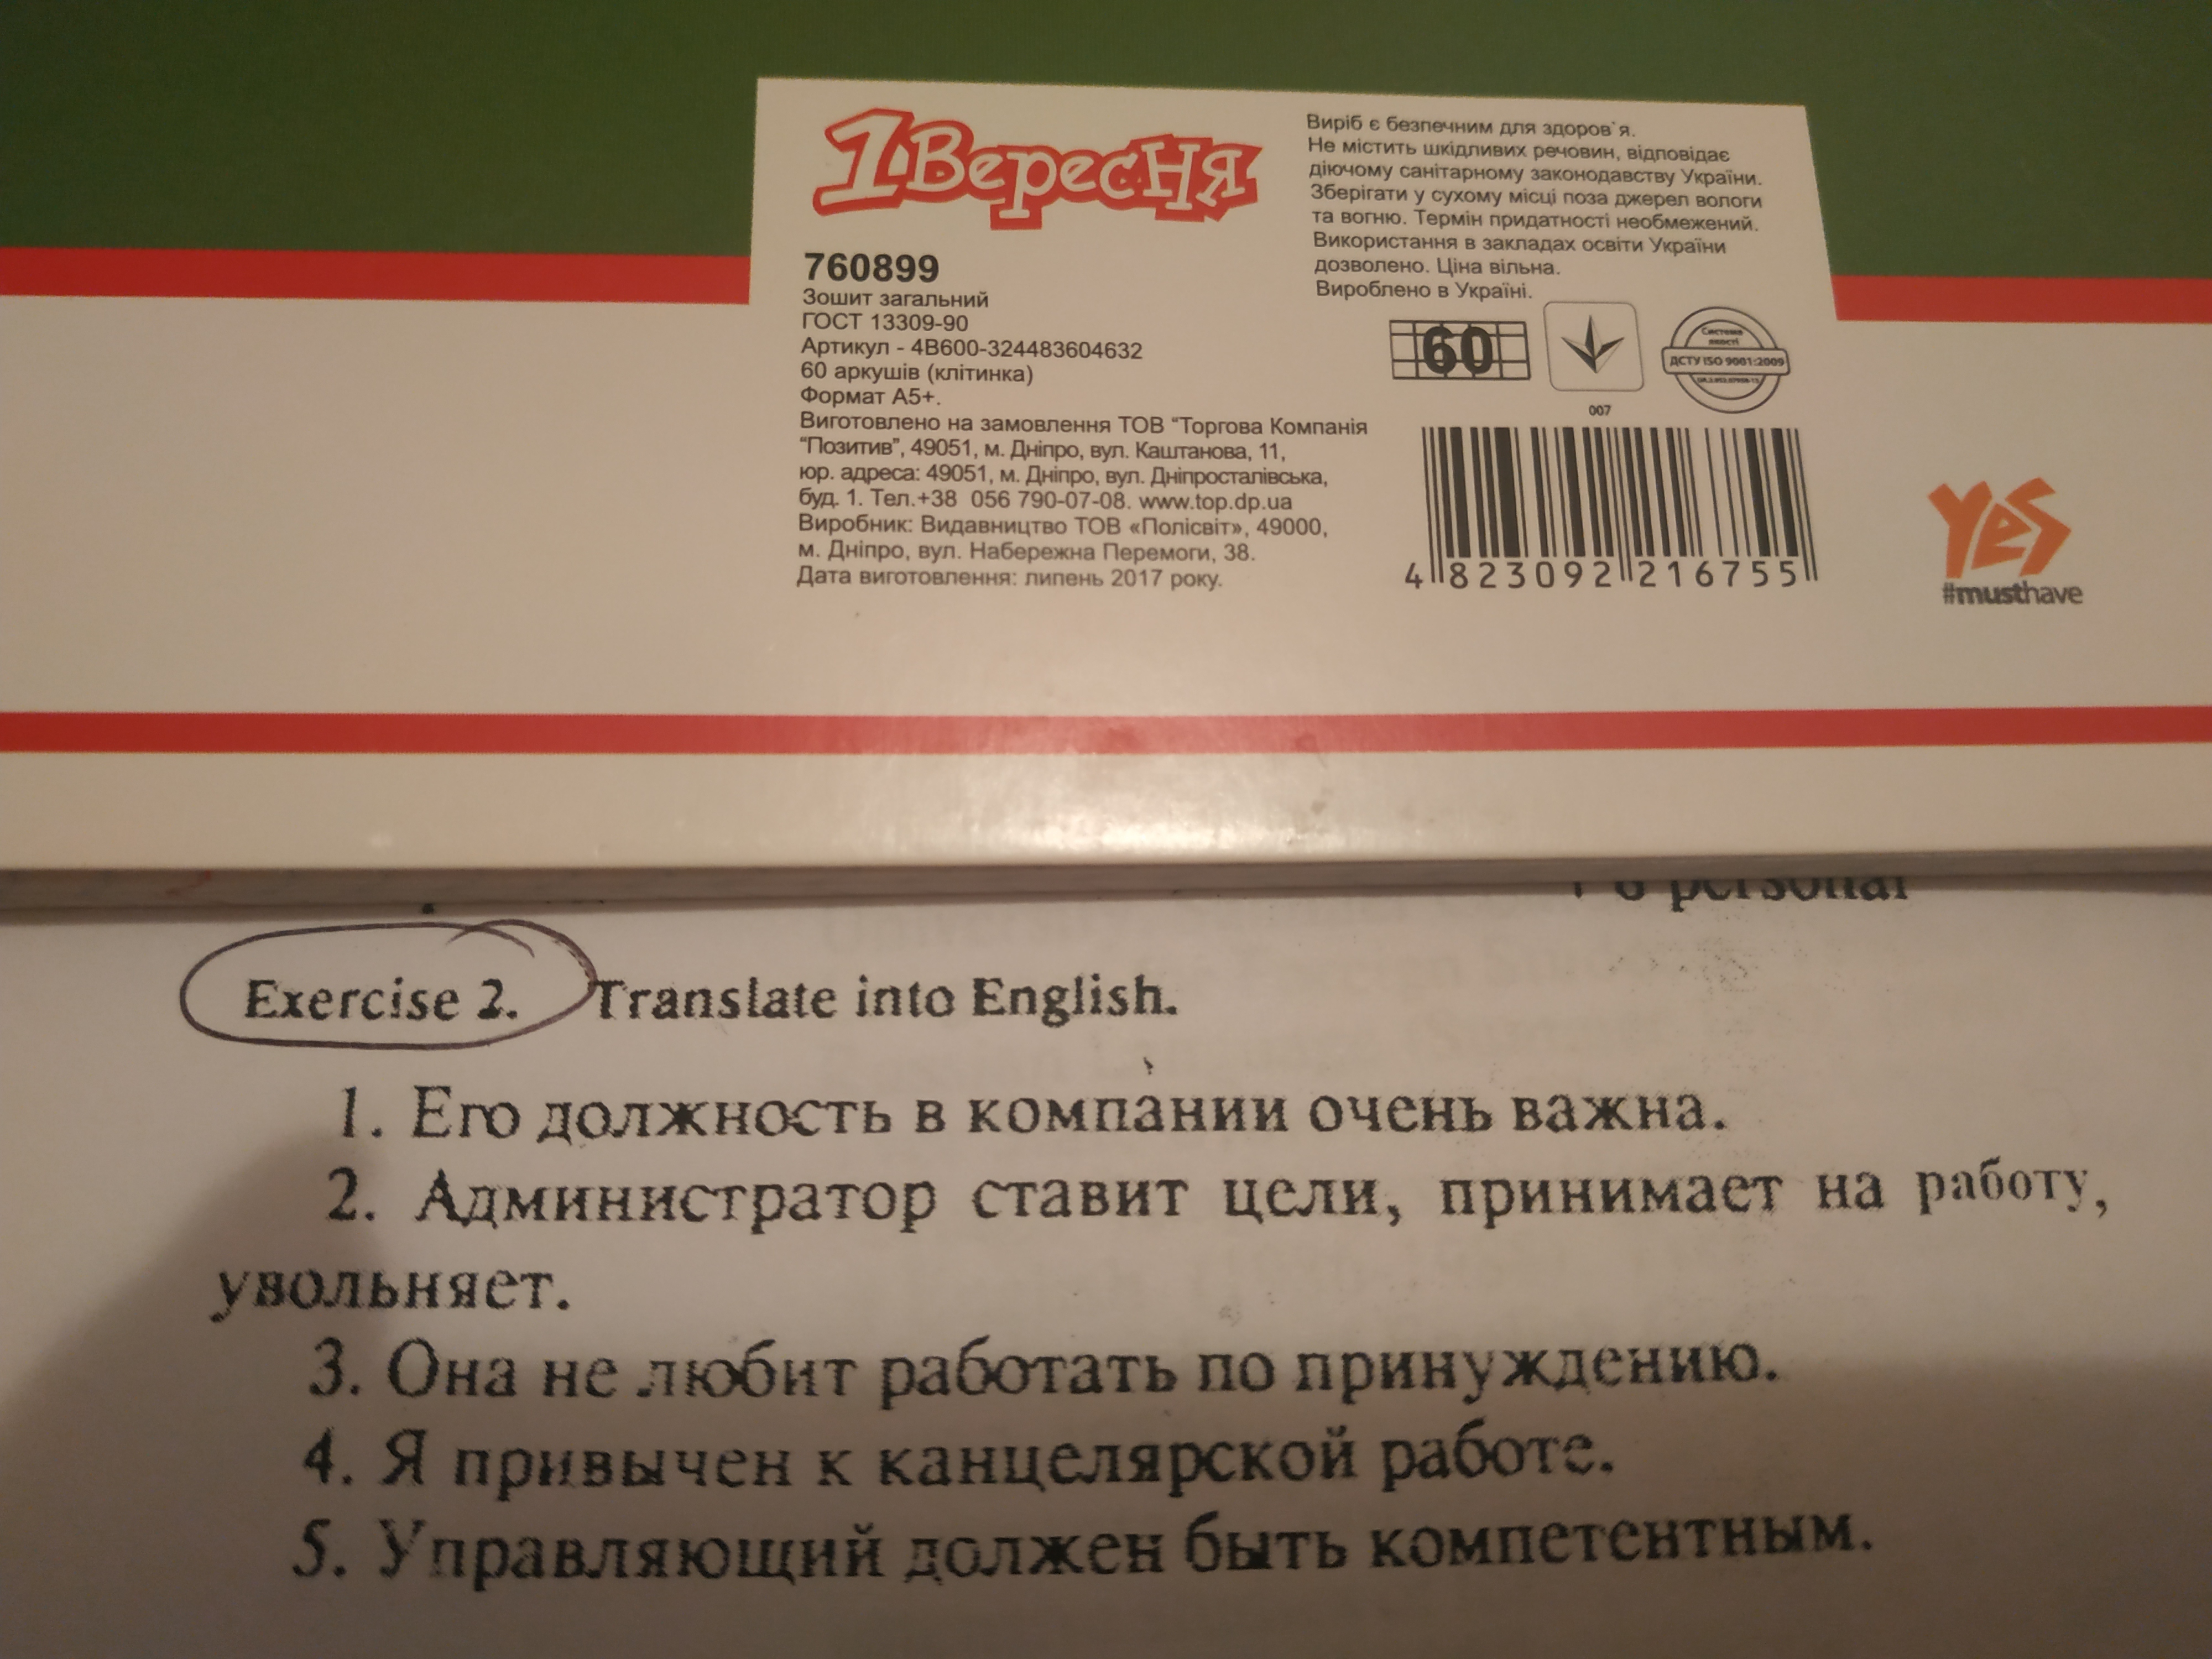 1Вересня
760899
Зошит загальний
ГОСТ 13309-90
Артикул - 4В600-324483604632
60 аркушів (клітинка)
Формат А5+.
Виготовлено на замовлення ТОВ “Торгова Компанія
“Позитив”, 49051, м. Дніпро, вул. Каштанова, 11,
юр. адреса: 49051, м. Дніпро, вул. Дніпросталівська,
буд. 1. Тел.+38 056 790-07-08. www.top.dp.ua
Виробник: Видавництво ТОВ «Полісвіт», 49000,
м. Дніпро, вул. Набережна Перемоги, 38.
Дата виготовлення: липень 2017 року.
Виріб є безпечним для здоров`я.
Не містить шкідливих речовин, відповідає
діючому санітарному законодавству України.
Зберігати у сухому місці поза джерел вологи
та вогню. Термін придатності необмежений.
Використання в закладах освіти України
дозволено. Ціна вільна.
Вироблено в Україні.
60
007
Система
якості
ДСТУ ISO 9001:2009
4 823092 216755
YES
#musthave
personal
Exercise 2. Translate into English.
1. Его должность в компании очень важна.
2. Администратор ставит цели, принимает на работу,
увольняет.
3. Она не любит работать по принуждению.
4. Я привычен к канцелярской работе.
5. Управляющий должен быть компетентным.